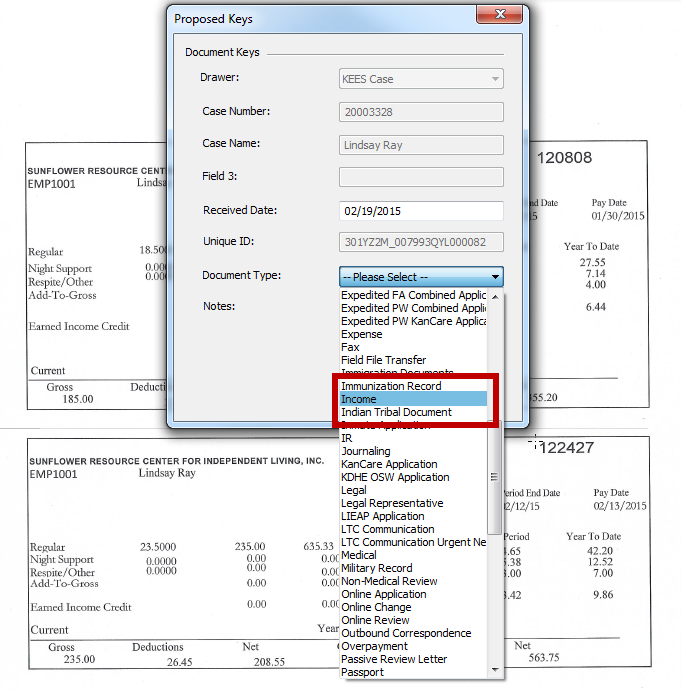 Proposed Keys
Document Keys
Drawer: KEES Case
Case Number: 20003328
Case Name: Lindsay Ray
Field 3:
Received Date: 02/19/2015
Unique ID: 301YZ2M_007993QYL000082
Document Type: -- Please Select --
Notes:
Expedited FA Combined Applic
Expedited PW Combined Applic
Expedited PW KanCare Applica
Expense
Fax
Field File Transfer
Immigration Documents
Immunization Record
Income
Indian Tribal Document
Inmate Application
IR
Journaling
KanCare Application
KDHE OSW Application
Legal
Legal Representative
LIEAP Application
LTC Communication
LTC Communication Urgent Ne
Medical
Military Record
Non-Medical Review
Online Application
Online Change
Online Review
Outbound Correspondence
Overpayment
Passive Review Letter
Passport
120808
SUNFLOWER RESOURCE CENT
EMP1001 Lindsa
nd Date Pay Date
15 01/30/2015
Year To Date
Regular 18.500 27.55
Night Support 0.000 7.14
Respite/Other 0.000 4.00
Add-To-Gross
6.44
Earned Income Credit
Current
Gross Deducti
185.00 355.20
122427
SUNFLOWER RESOURCE CENTER FOR INDEPENDENT LIVING, INC.
EMP1001 Lindsay Ray
Period End Date Pay Date
02/12/15 02/13/2015
Period Year To Date
Regular 23.5000 235.00 635.33 4.65 42.20
Night Support 0.0000 0.00 0.0 5.38 12.52
Respite/Other 0.0000 0.00 0.0 3.00 7.00
Add-To-Gross 0.00 0.0
3.42 9.86
Earned Income Credit 0.00 0.0
Current Year
Gross Deductions Net Net
235.00 26.45 208.55 563.75